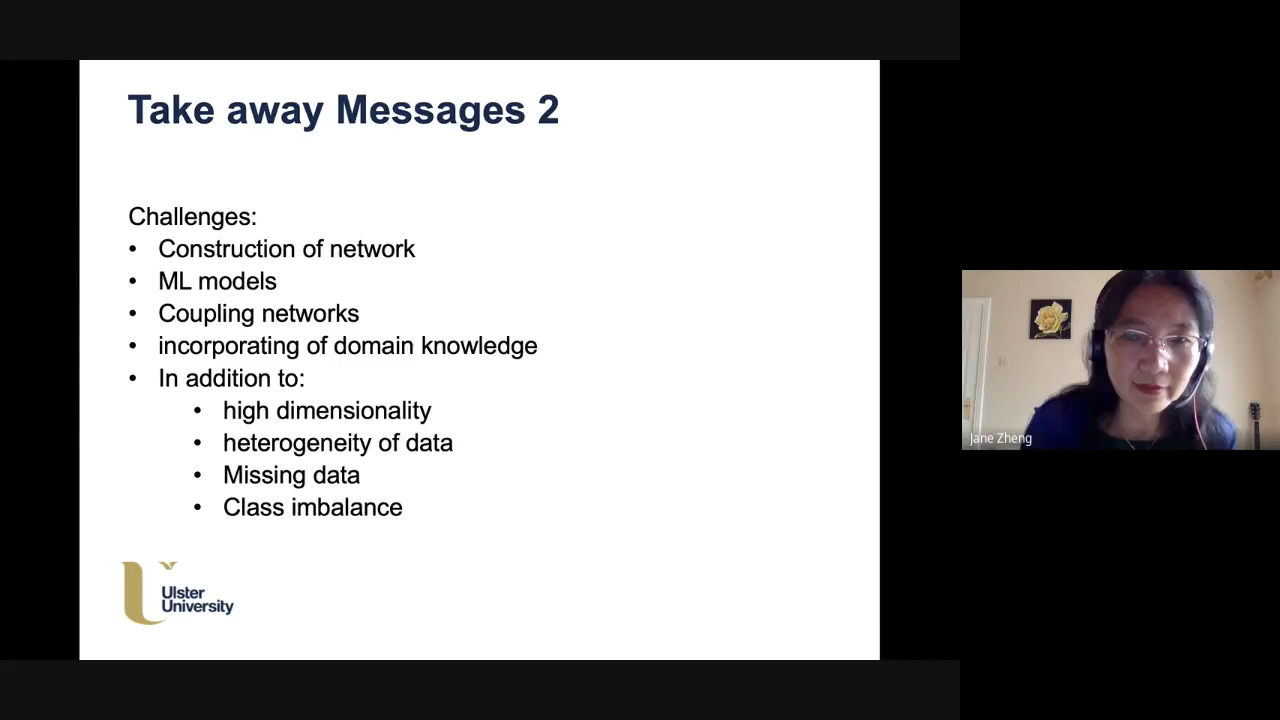 Take away Messages 2
Challenges:
• Construction of network
• ML models
• Coupling networks
• incorporating of domain knowledge
• In addition to:
• high dimensionality
• heterogeneity of data
• Missing data
• Class imbalance
Ulster
University
Jane Zheng